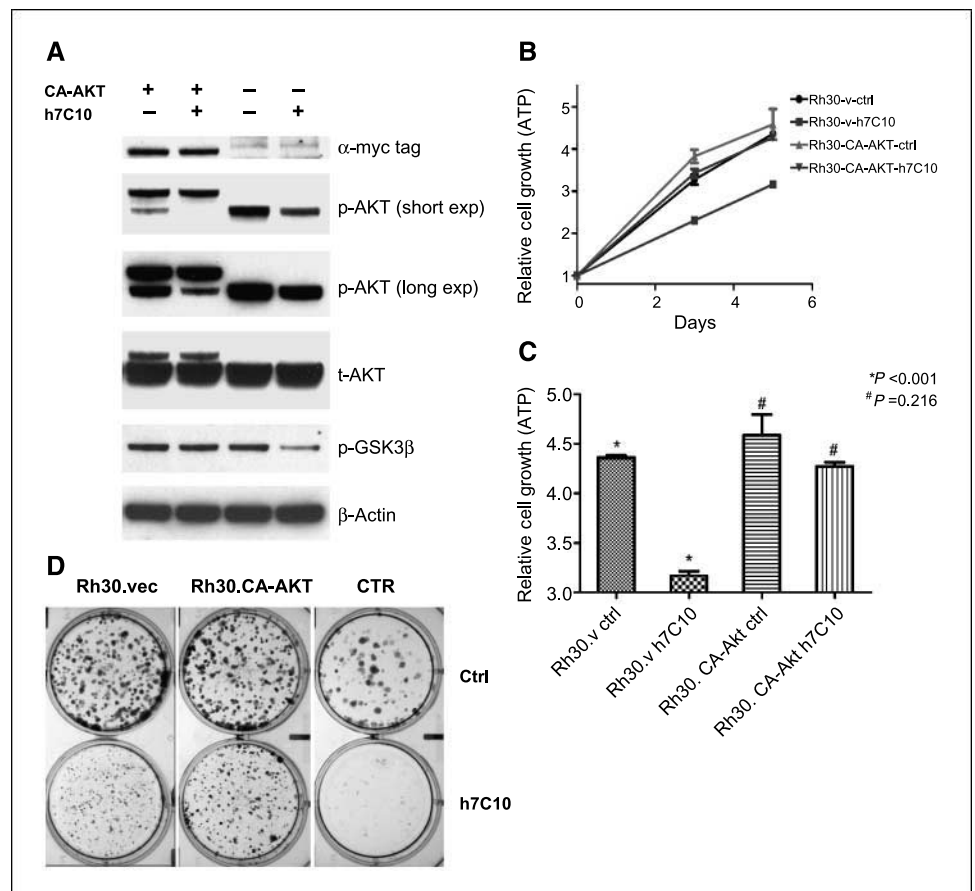 A
CA-AKT + + – –
h7C10 – + – +
α-myc tag
p-AKT (short exp)
p-AKT (long exp)
t-AKT
p-GSK3β
β-Actin
B
Relative cell growth (ATP)
5
4
3
2
1
0 2 4 6
Days
Rh30-v-ctrl
Rh30-v-h7C10
Rh30-CA-AKT-ctrl
Rh30-CA-AKT-h7C10
C
*P <0.001
#P =0.216
Relative cell growth (ATP)
5.0
4.5
4.0
3.5
3.0
* * # #
Rh30.v ctrl
Rh30.v h7C10
Rh30. CA-Akt ctrl
Rh30. CA-Akt h7C10
D
Rh30.vec Rh30.CA-AKT CTR
Ctrl
h7C10